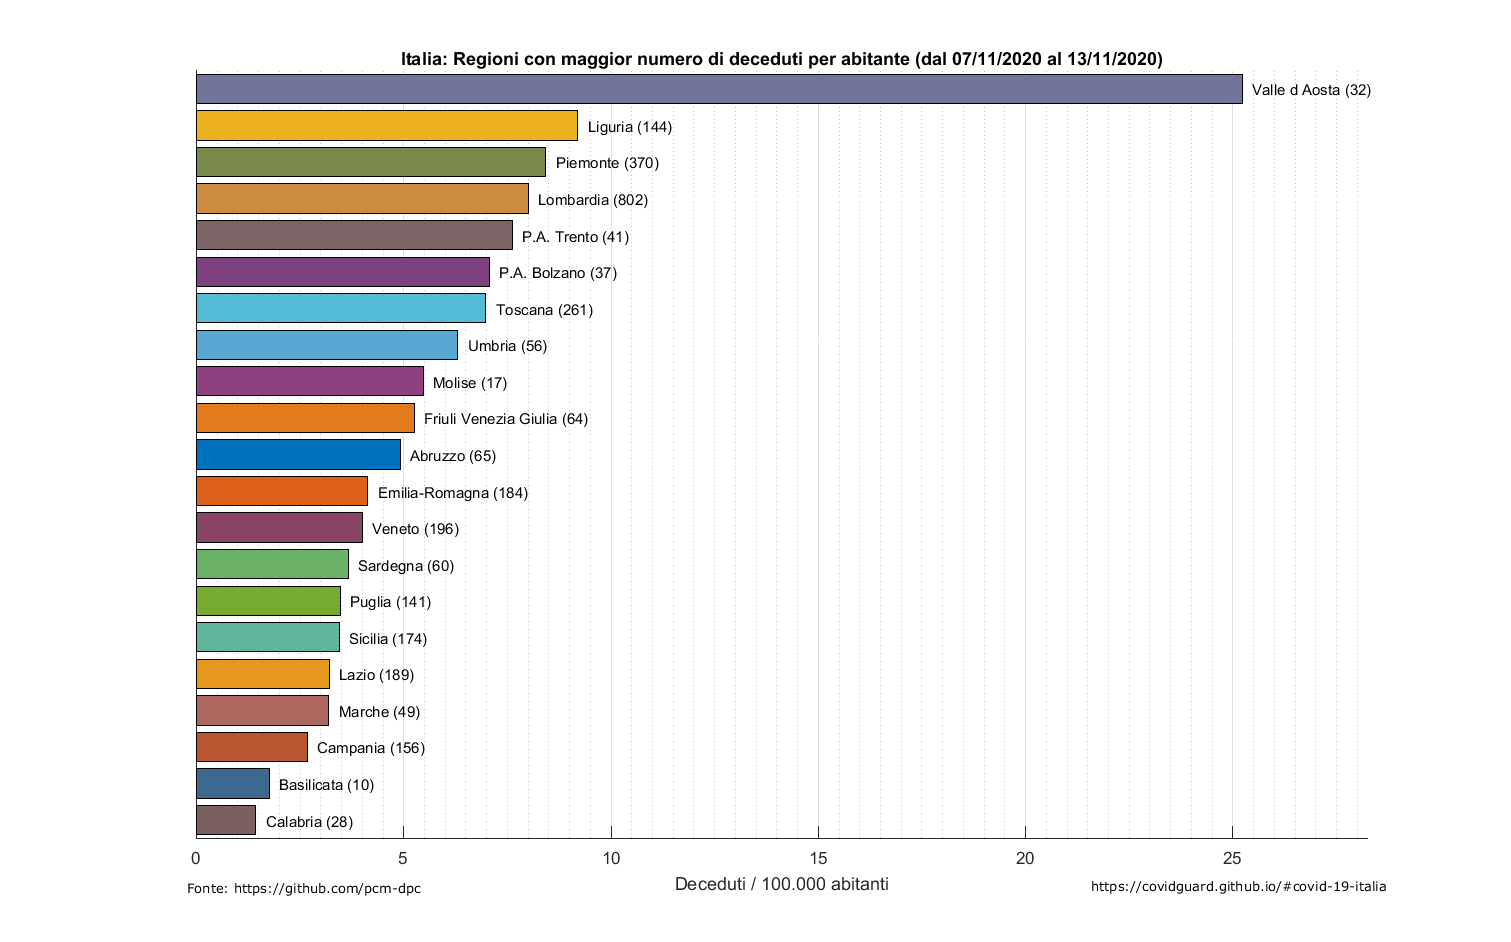 Italia: Regioni con maggior numero di deceduti per abitante (dal 07/11/2020 al 13/11/2020)
Valle d Aosta (32)
Liguria (144)
Piemonte (370)
Lombardia (802)
P.A. Trento (41)
P.A. Bolzano (37)
Toscana (261)
Umbria (56)
Molise (17)
Friuli Venezia Giulia (64)
Abruzzo (65)
Emilia-Romagna (184)
Veneto (196)
Sardegna (60)
Puglia (141)
Sicilia (174)
Lazio (189)
Marche (49)
Campania (156)
Basilicata (10)
Calabria (28)
0 5 10 15 20 25
Deceduti / 100.000 abitanti
Fonte: https://github.com/pcm-dpc
https://covidguard.github.io/#covid-19-italia